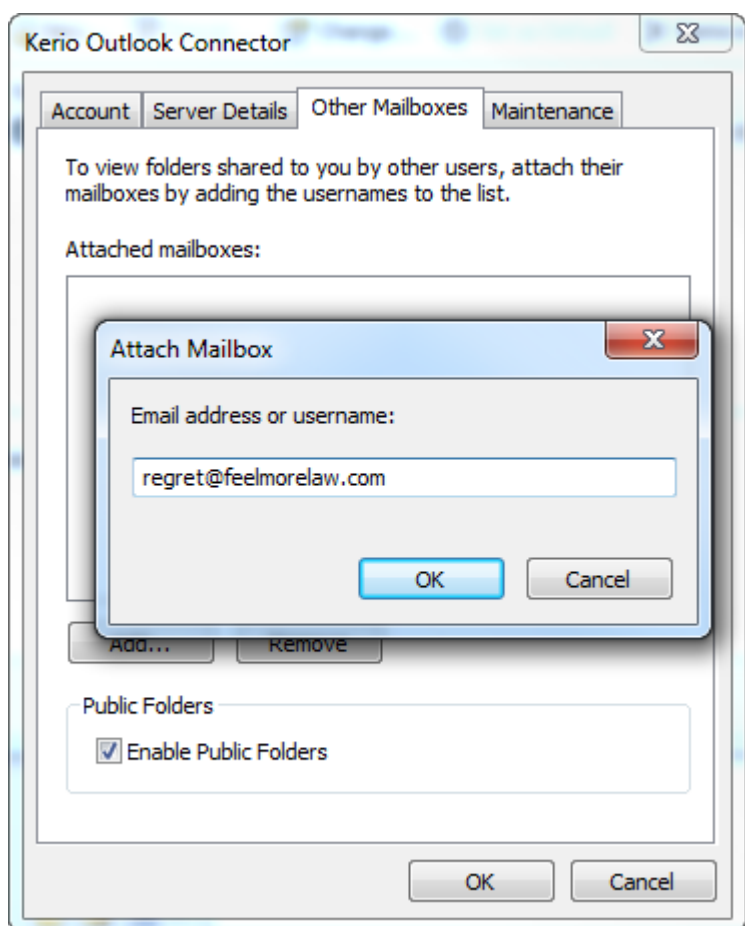 Kerio Outlook Connector
Account Server Details Other Mailboxes Maintenance
To view folders shared to you by other users, attach their
mailboxes by adding the usernames to the list.
Attached mailboxes:
Attach Mailbox
Email address or username:
regret@feelmorelaw.com
OK Cancel
Add... Remove
Public Folders
Enable Public Folders
OK Cancel